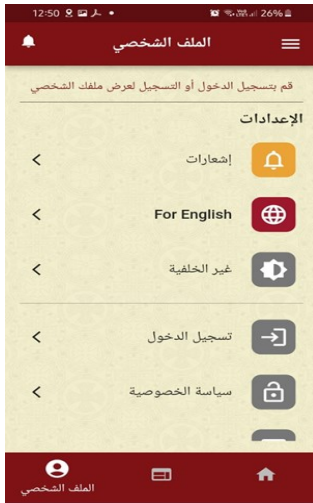 12:50
26%
الملف الشخصي
قم بتسجيل الدخول أو التسجيل لعرض ملفك الشخصي
الإعدادات
إشعارات
For English
غير الخلفية
تسجيل الدخول
سياسة الخصوصية
الملف الشخصي